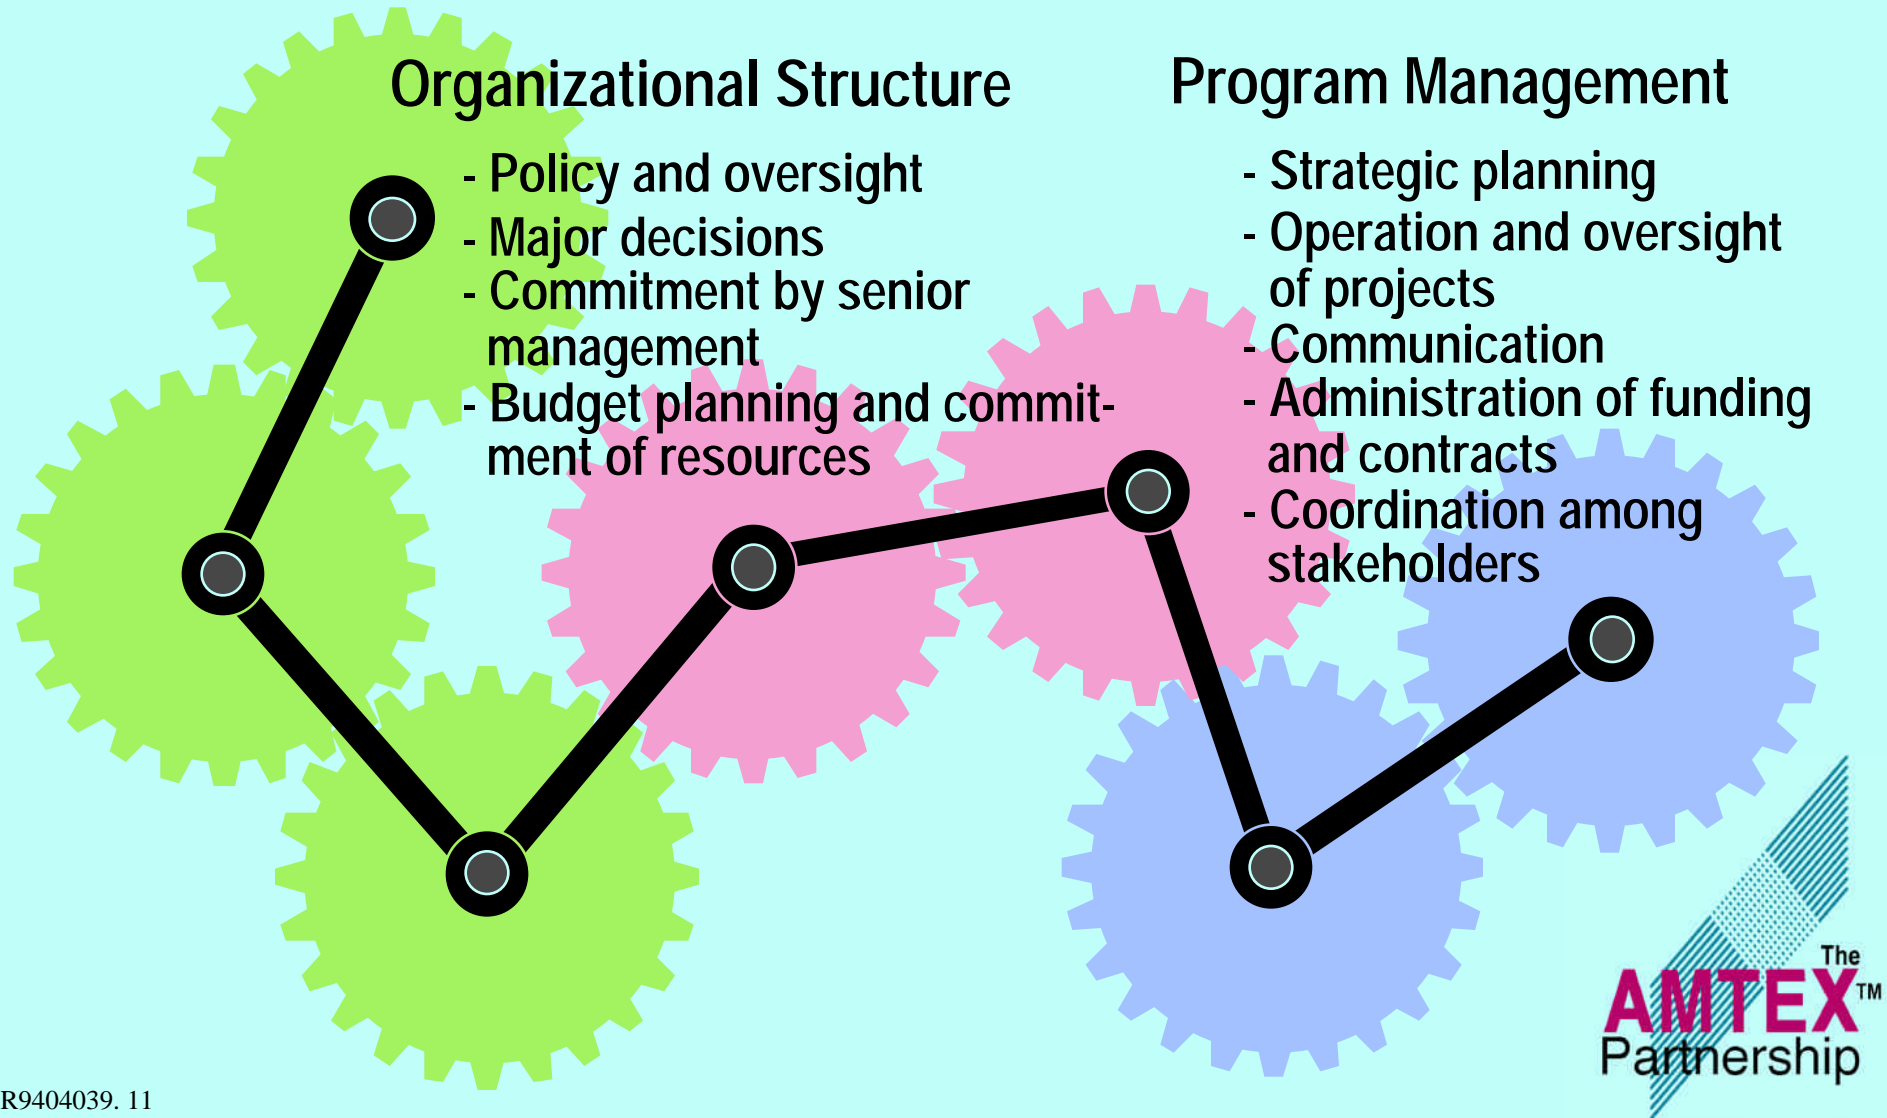 Organizational Structure
- Policy and oversight
- Major decisions
- Commitment by senior
management
- Budget planning and commit-
ment of resources
Program Management
- Strategic planning
- Operation and oversight
of projects
- Communication
- Administration of funding
and contracts
- Coordination among
stakeholders
The
AMTEX™
Partnership
R9404039. 11